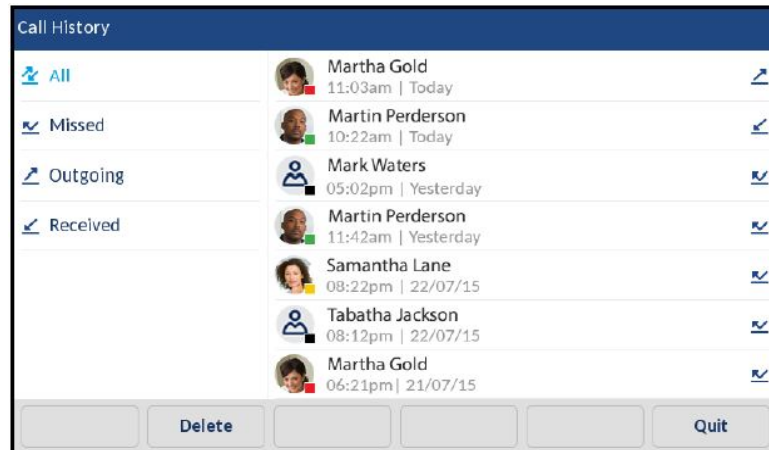 Call History
All
Missed
Outgoing
Received
Martha Gold
11:03am | Today
Martin Perderson
10:22am | Today
Mark Waters
05:02pm | Yesterday
Martin Perderson
11:42am | Yesterday
Samantha Lane
08:22pm | 22/07/15
Tabatha Jackson
08:12pm | 22/07/15
Martha Gold
06:21pm| 21/07/15
Delete
Quit